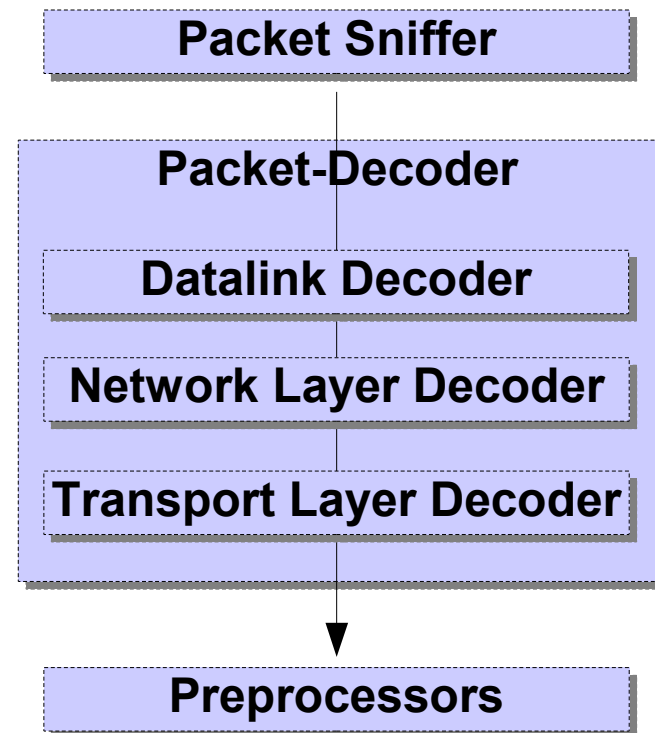 Packet Sniffer
Packet-Decoder
Datalink Decoder
Network Layer Decoder
Transport Layer Decoder
Preprocessors